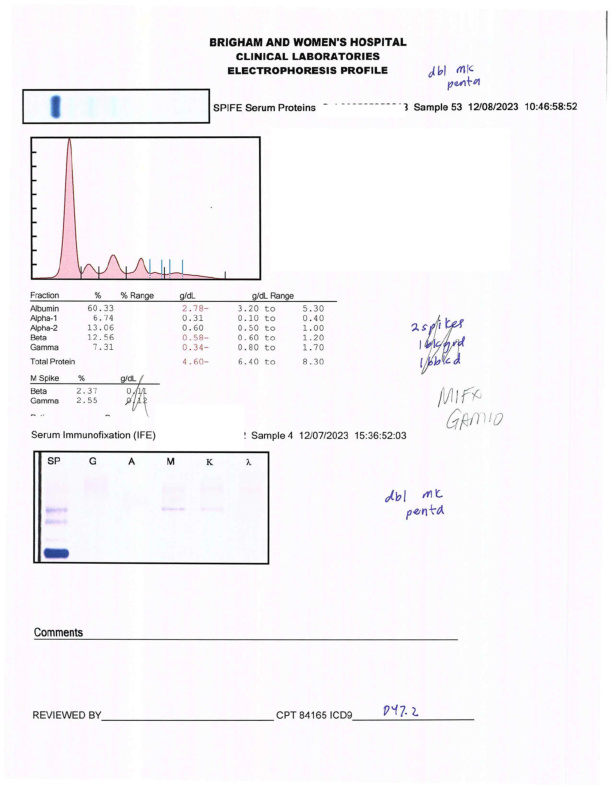 BRIGHAM AND WOMEN'S HOSPITAL
CLINICAL LABORATORIES
ELECTROPHORESIS PROFILE
dbl mk
penta
SPIFE Serum Proteins Sample 53 12/08/2023 10:46:58:52
Fraction % % Range g/dL g/dL Range
Albumin 60.33 2.78- 3.20 to 5.30
Alpha-1 6.74 0.31 0.10 to 0.40
Alpha-2 13.06 0.60 0.50 to 1.00
Beta 12.56 0.58- 0.60 to 1.20
Gamma 7.31 0.34- 0.80 to 1.70
Total Protein 4.60- 6.40 to 8.30
2 spikes
M Spike % g/dL
Beta 2.37 0.11
Gamma 2.55 0.12
MIFX
GAMIO
Serum Immunofixation (IFE) Sample 4 12/07/2023 15:36:52:03
SP G A M K λ
dbl mk
penta
Comments
REVIEWED BY CPT 84165 ICD9 D47.2